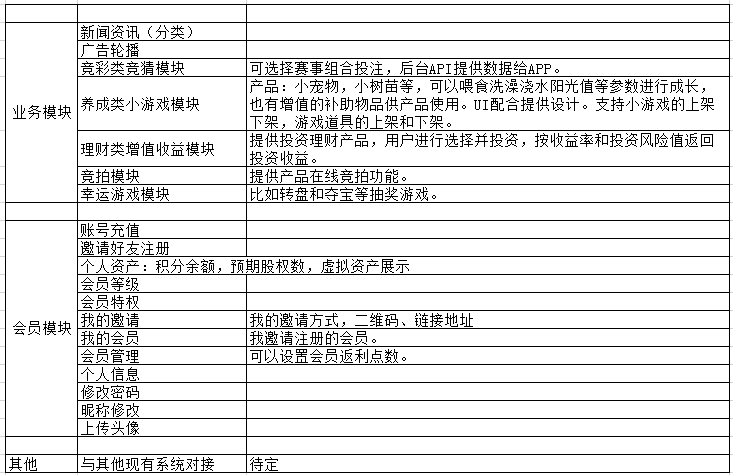 业务模块
新闻资讯（分类）
广告轮播
竞彩类竞猜模块 可选择赛事组合投注，后台API提供数据给APP。
养成类小游戏模块 产品：小宠物，小树苗等，可以喂食洗澡浇水阳光值等参数进行成长，
也有增值的补助物品供产品使用。UI配合提供设计。支持小游戏的上架
下架，游戏道具的上架和下架。
理财类增值收益模块 提供投资理财产品，用户进行选择并投资，按收益率和投资风险值返回
投资收益。
竞拍模块 提供产品在线竞拍功能。
幸运游戏模块 比如转盘和夺宝等抽奖游戏。
会员模块
账号充值
邀请好友注册
个人资产：积分余额，预期股权数，虚拟资产展示
会员等级
会员特权
我的邀请 我的邀请方式，二维码、链接地址
我的会员 我邀请注册的会员。
会员管理 可以设置会员返利点数。
个人信息
修改密码
昵称修改
上传头像
其他 与其他现有系统对接 待定